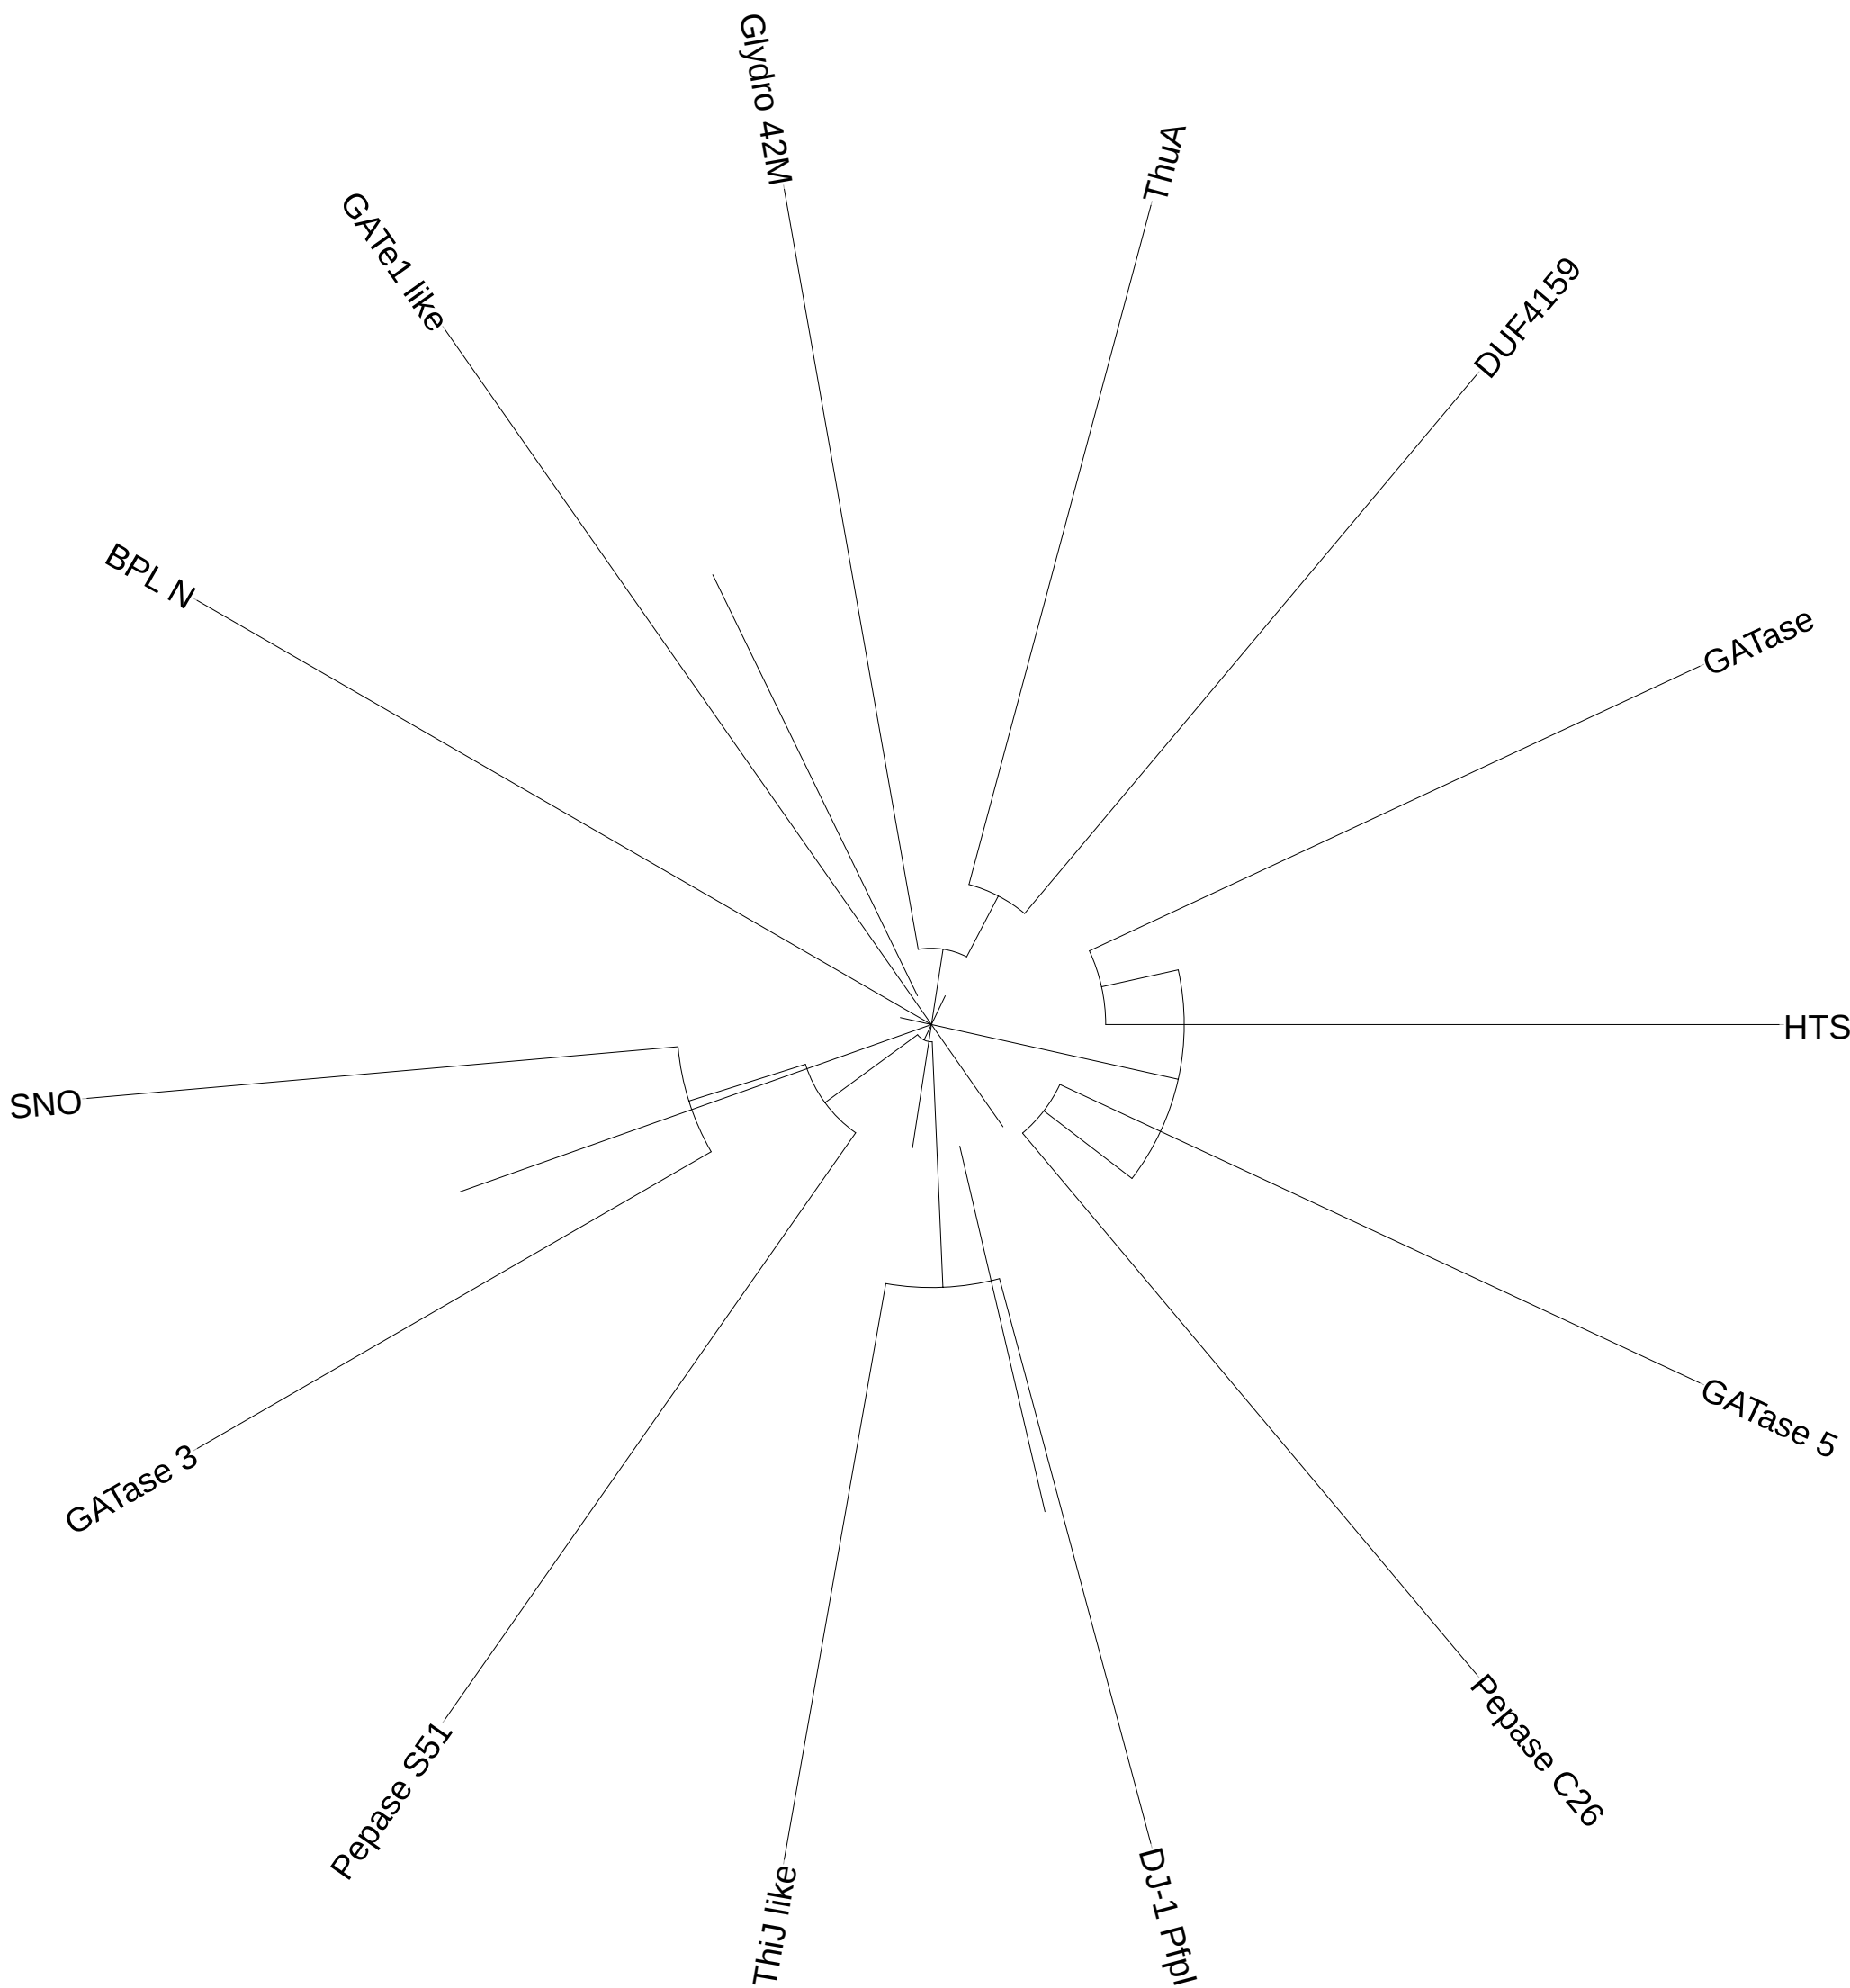 Glydro 42M
ThuA
GATe1 like
DUF4159
BPL N
GATase
HTS
SNO
GATase 5
GATase 3
Pepase C26
Pepase S51
ThiJ like
DJ-1 PfpI